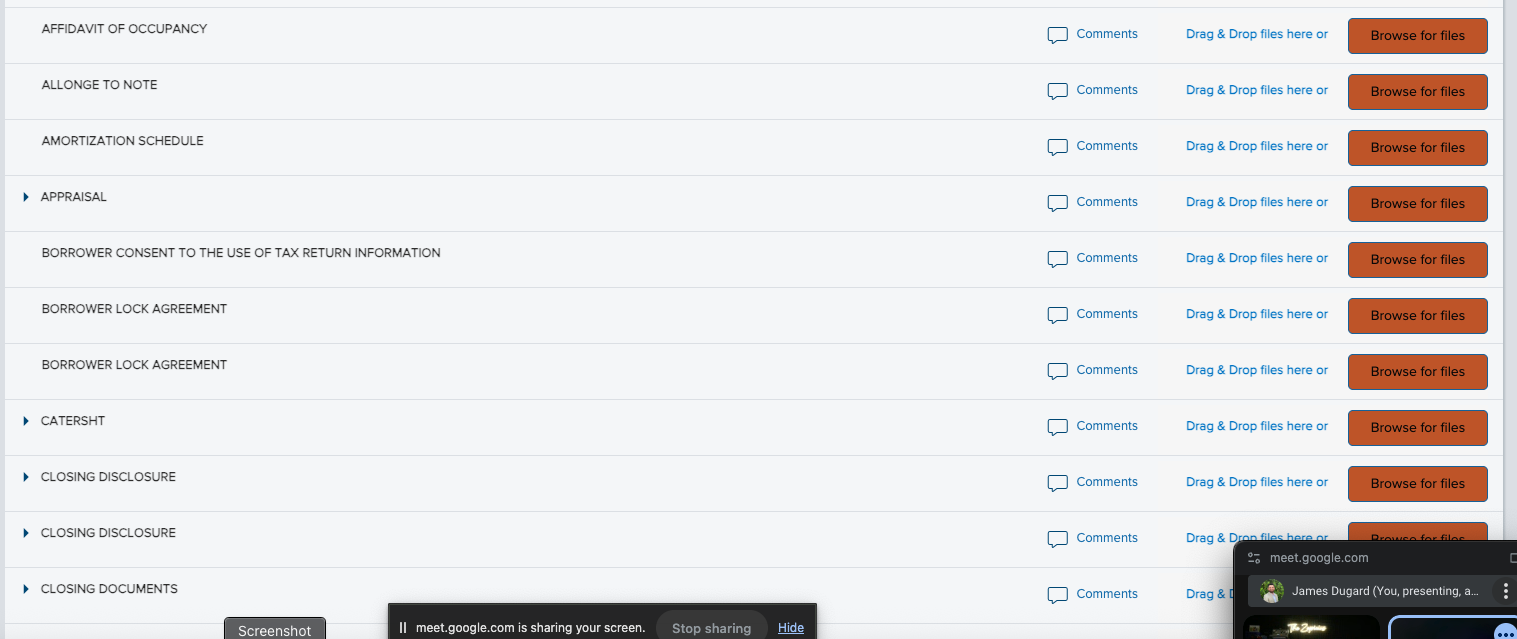 AFFIDAVIT OF OCCUPANCY Comments Drag & Drop files here or Browse for files
ALLONGE TO NOTE Comments Drag & Drop files here or Browse for files
AMORTIZATION SCHEDULE Comments Drag & Drop files here or Browse for files
APPRAISAL Comments Drag & Drop files here or Browse for files
BORROWER CONSENT TO THE USE OF TAX RETURN INFORMATION Comments Drag & Drop files here or Browse for files
BORROWER LOCK AGREEMENT Comments Drag & Drop files here or Browse for files
BORROWER LOCK AGREEMENT Comments Drag & Drop files here or Browse for files
CATERSHT Comments Drag & Drop files here or Browse for files
CLOSING DISCLOSURE Comments Drag & Drop files here or Browse for files
CLOSING DISCLOSURE Comments Drag & Drop files here or Browse for files
meet.google.com
CLOSING DOCUMENTS Comments Drag &
James Dugard (You, presenting, a...
Screenshot
meet.google.com is sharing your screen. Stop sharing Hide
The